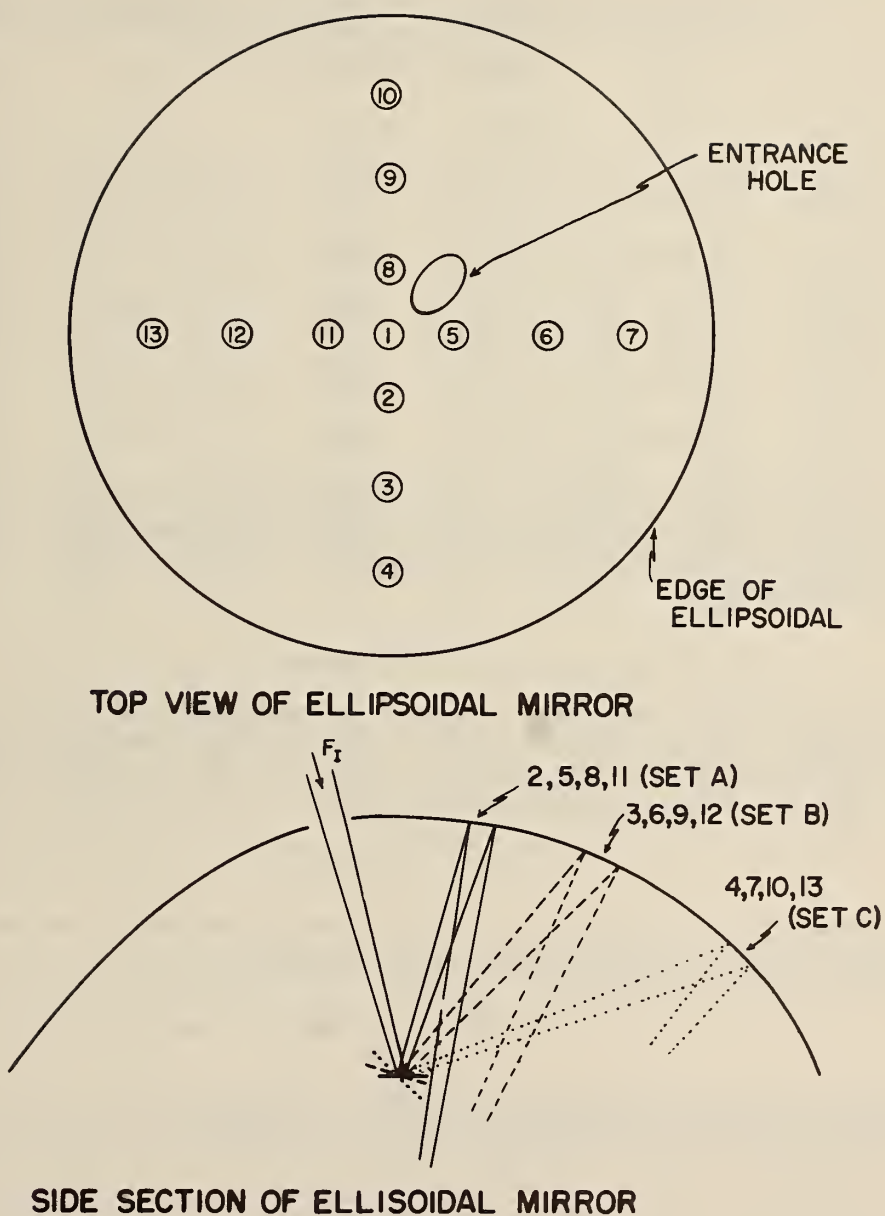 10
9
ENTRANCE
HOLE
8
13 12 11 1 5 6 7
2
3
4
EDGE OF
ELLIPSOIDAL
TOP VIEW OF ELLIPSOIDAL MIRROR
F_I
2,5,8,11 (SET A)
3,6,9,12 (SET B)
4,7,10,13
(SET C)
SIDE SECTION OF ELLISOIDAL MIRROR